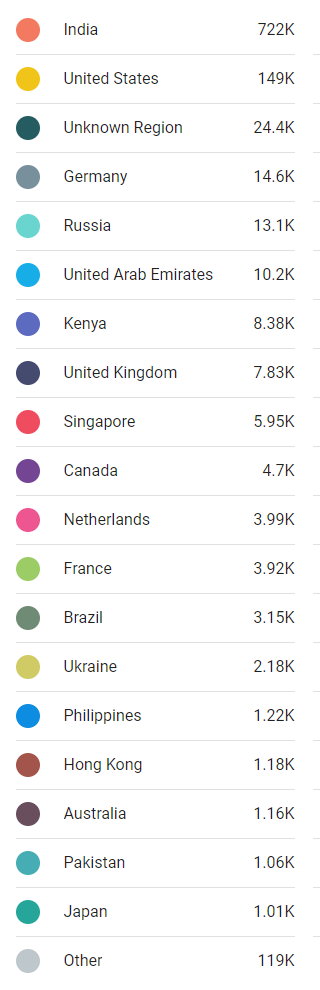 India 722K
United States 149K
Unknown Region 24.4K
Germany 14.6K
Russia 13.1K
United Arab Emirates 10.2K
Kenya 8.38K
United Kingdom 7.83K
Singapore 5.95K
Canada 4.7K
Netherlands 3.99K
France 3.92K
Brazil 3.15K
Ukraine 2.18K
Philippines 1.22K
Hong Kong 1.18K
Australia 1.16K
Pakistan 1.06K
Japan 1.01K
Other 119K